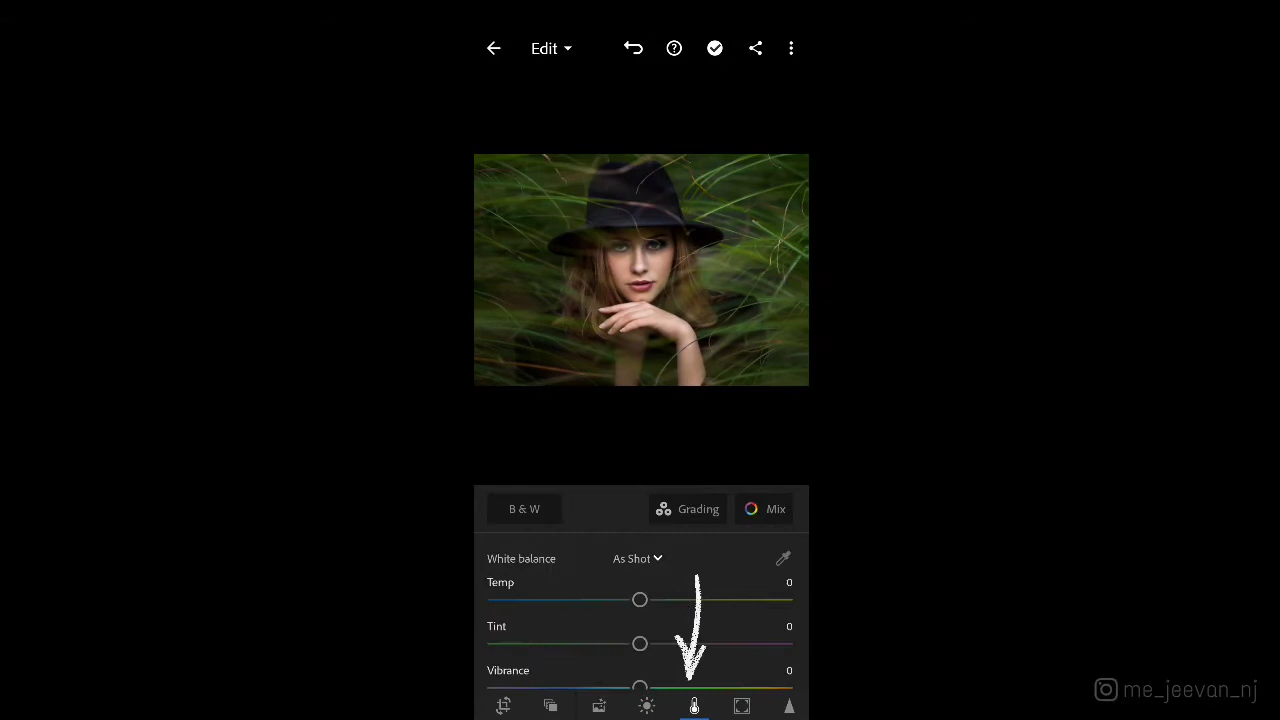 Edit
B & W
Grading
Mix
White balance
As Shot
Temp
0
Tint
0
Vibrance
0
me_jeevan_nj